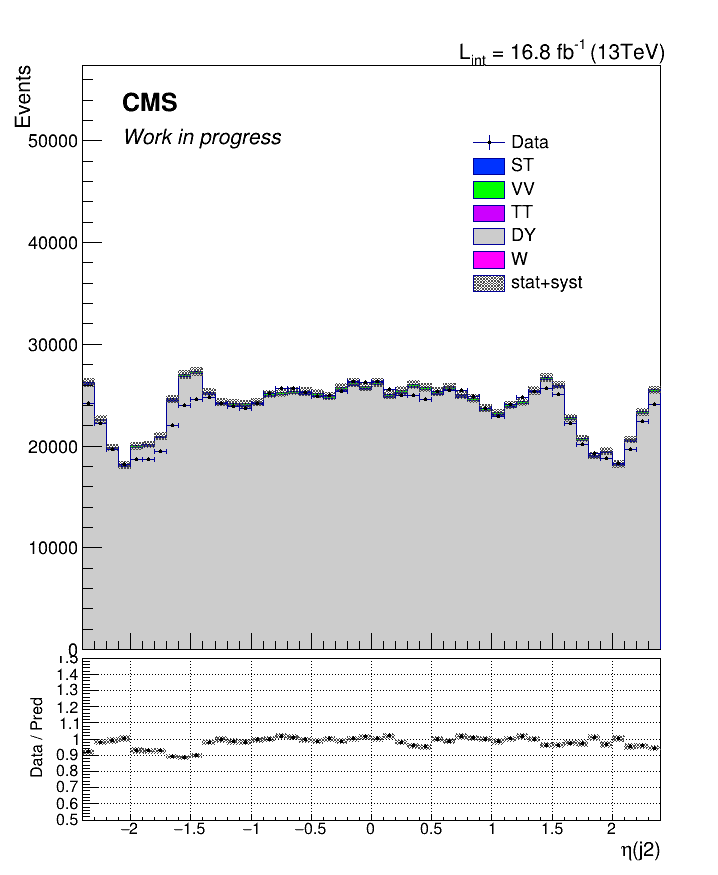 L_int = 16.8 fb^-1 (13TeV)
Events
CMS
Work in progress
50000
40000
30000
20000
10000
0
Data
ST
VV
TT
DY
W
stat+syst
Data / Pred
1.5
1.4
1.3
1.2
1.1
1
0.9
0.8
0.7
0.6
0.5
−2 −1.5 −1 −0.5 0 0.5 1 1.5 2
η(j2)